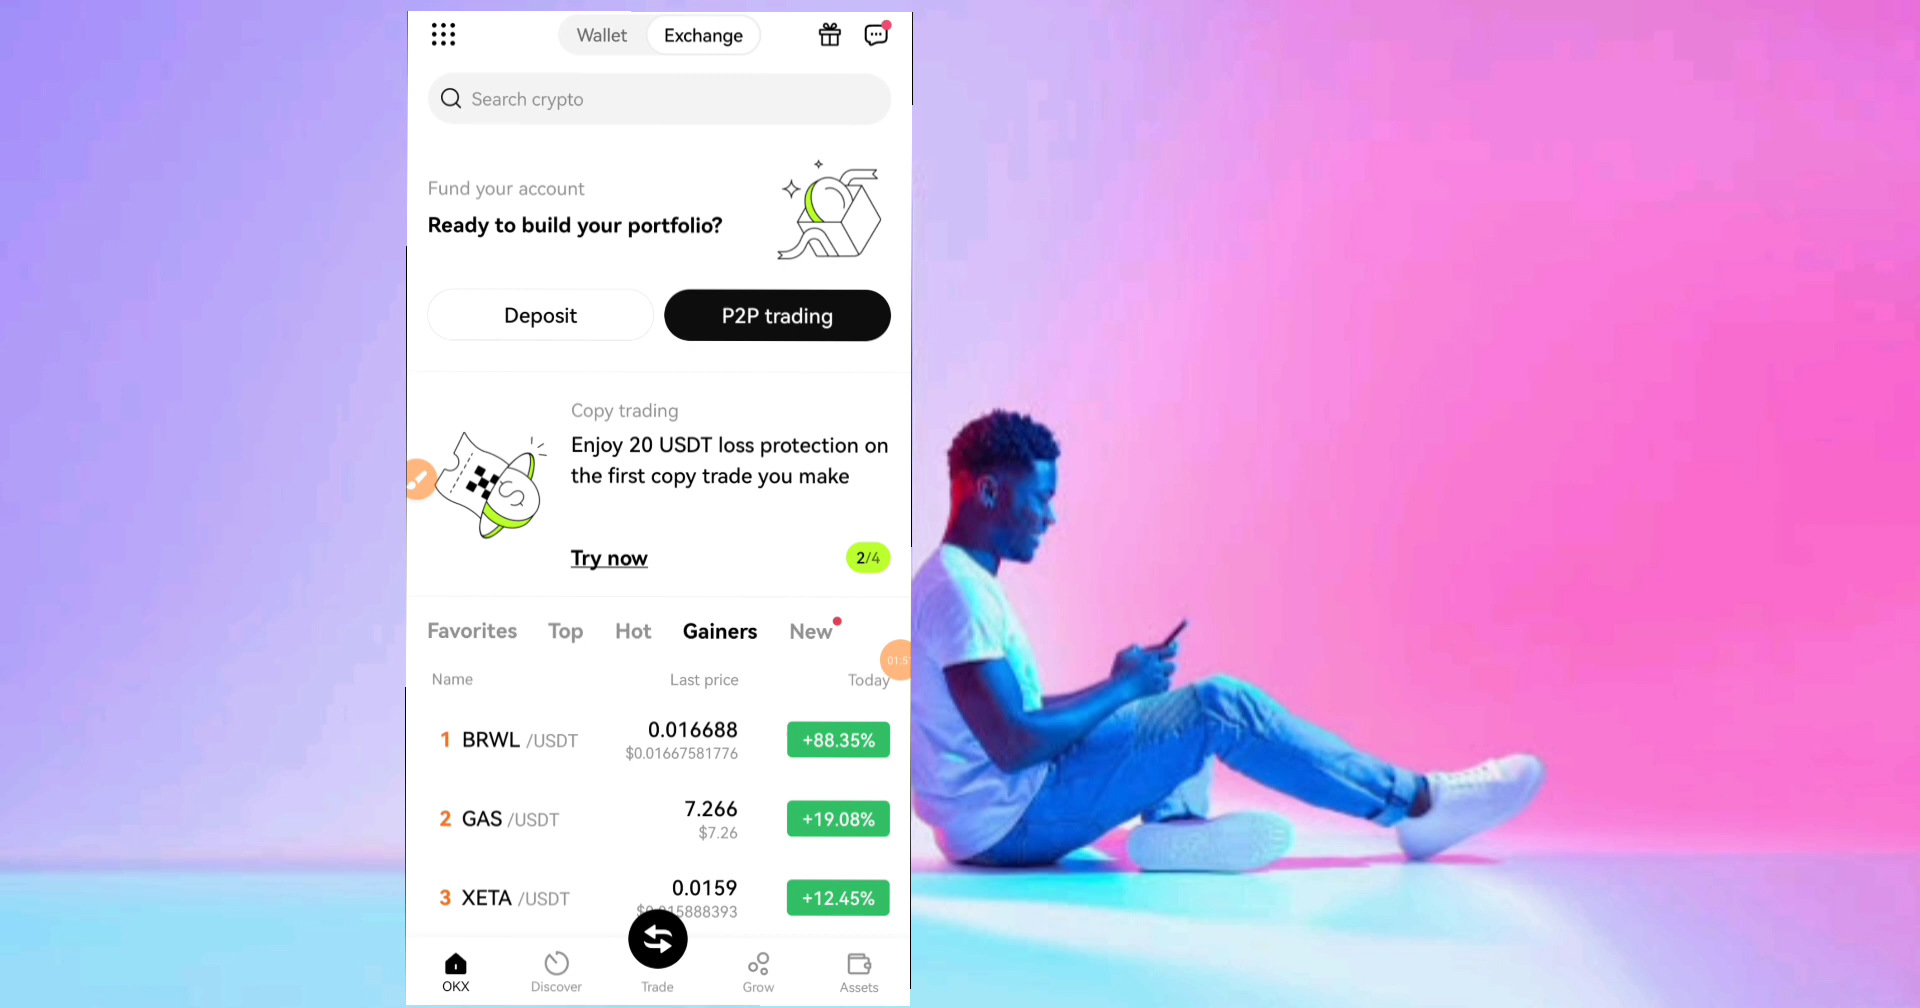 Wallet Exchange
Search crypto
Fund your account
Ready to build your portfolio?
Deposit P2P trading
Copy trading
Enjoy 20 USDT loss protection on
the first copy trade you make
Try now 2/4
Favorites Top Hot Gainers New
Name Last price Today
1 BRWL /USDT 0.016688 +88.35%
$0.01667581776
2 GAS /USDT 7.266 +19.08%
$7.26
3 XETA /USDT 0.0159 +12.45%
OKX Discover Trade Grow Assets